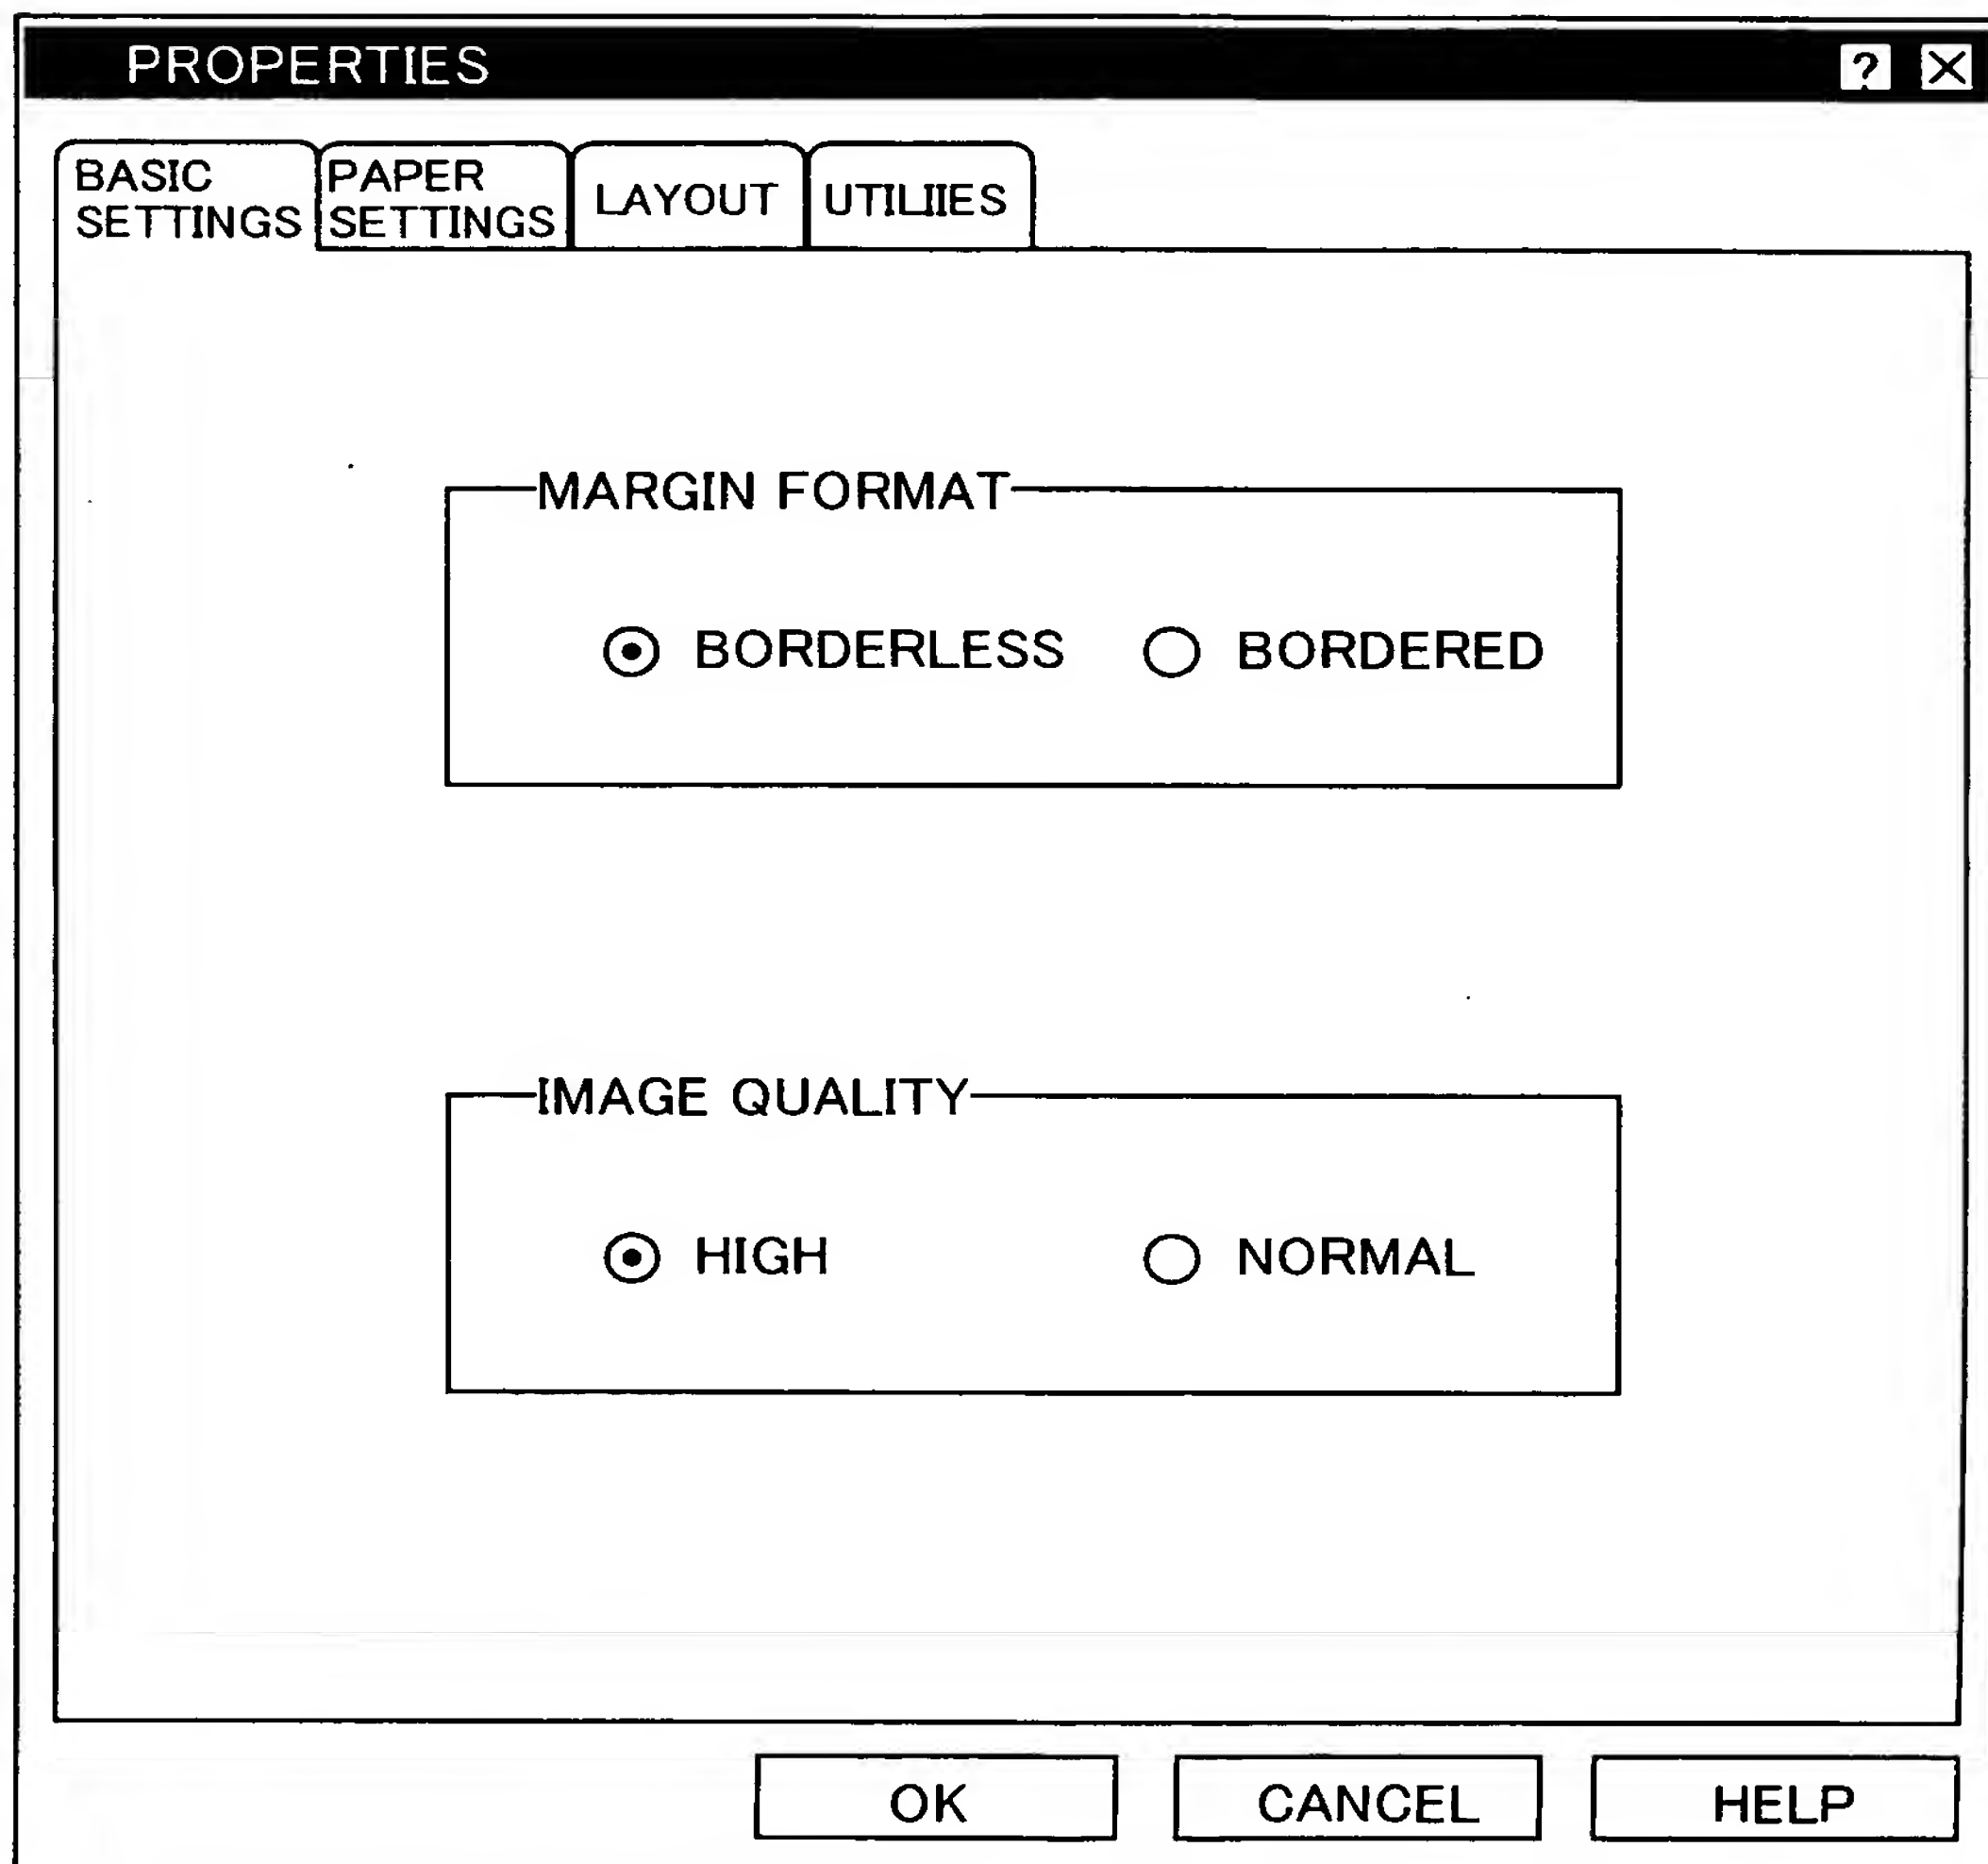 PROPERTIES ? X
BASIC SETTINGS
PAPER SETTINGS
LAYOUT
UTILIIES
MARGIN FORMAT
BORDERLESS BORDERED
IMAGE QUALITY
HIGH NORMAL
OK CANCEL HELP